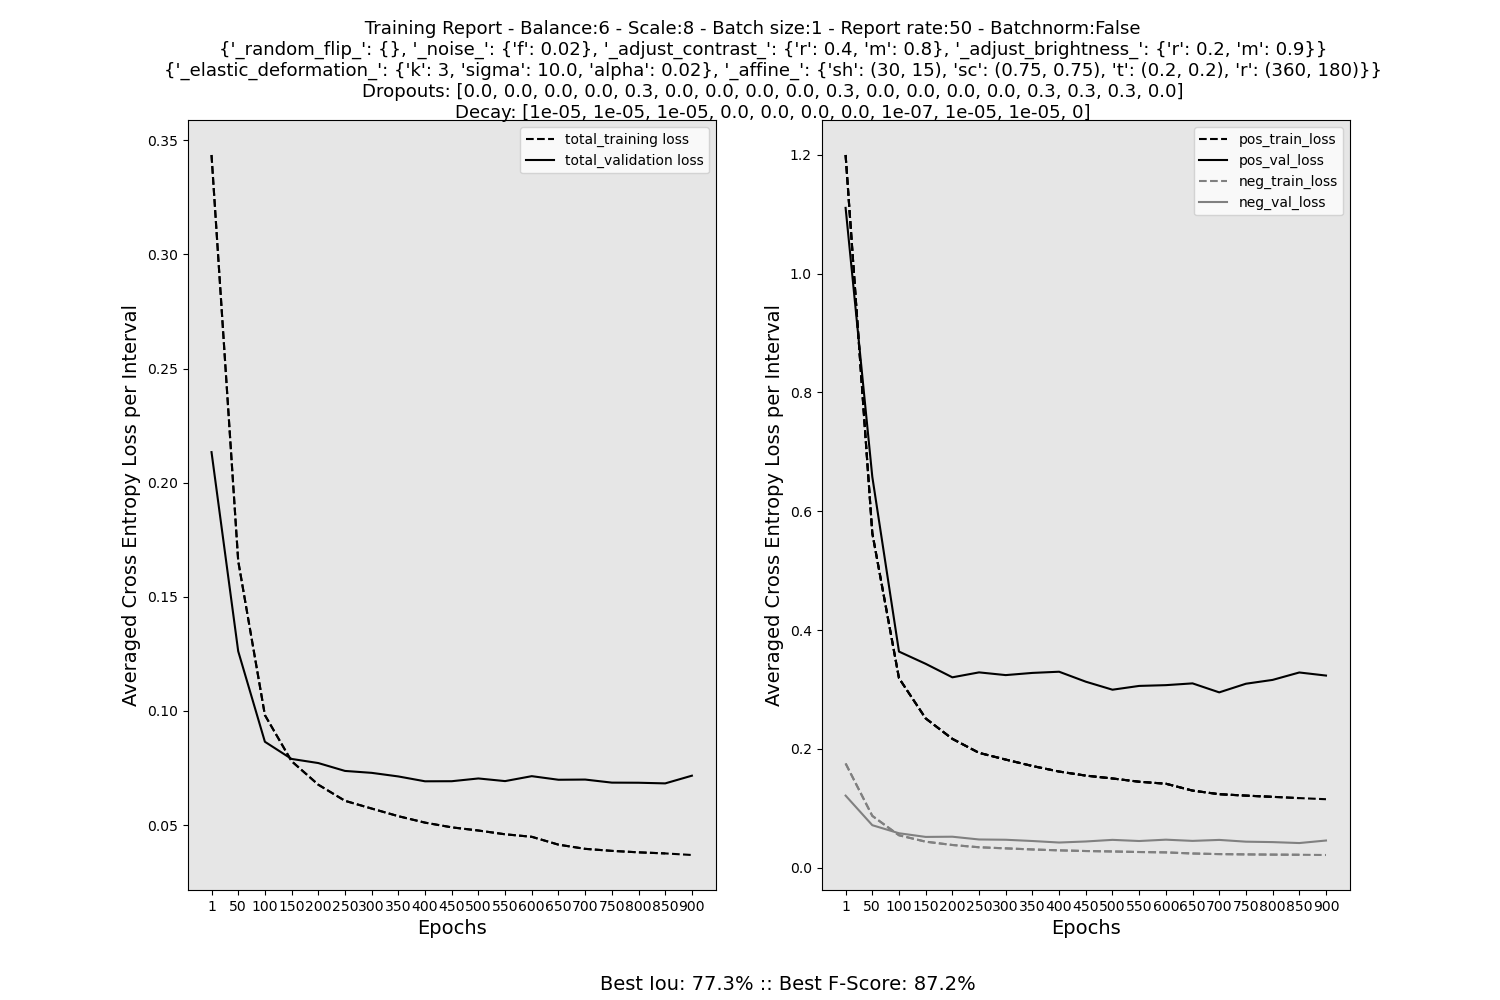 Training Report - Balance:6 - Scale:8 - Batch size:1 - Report rate:50 - Batchnorm:False
{'_random_flip_': {}, '_noise_': {'f': 0.02}, '_adjust_contrast_': {'r': 0.4, 'm': 0.8}, '_adjust_brightness_': {'r': 0.2, 'm': 0.9}}
{'_elastic_deformation_': {'k': 3, 'sigma': 10.0, 'alpha': 0.02}, '_affine_': {'sh': (30, 15), 'sc': (0.75, 0.75), 't': (0.2, 0.2), 'r': (360, 180)}}
Dropouts: [0.0, 0.0, 0.0, 0.0, 0.3, 0.0, 0.0, 0.0, 0.0, 0.3, 0.0, 0.0, 0.0, 0.0, 0.3, 0.3, 0.3, 0.0]
Decay: [1e-05, 1e-05, 1e-05, 0.0, 0.0, 0.0, 0.0, 1e-07, 1e-05, 1e-05, 0]
Averaged Cross Entropy Loss per Interval
0.35
0.30
0.25
0.20
0.15
0.10
0.05
total_training loss
total_validation loss
1 50 100 150 200 250 300 350 400 450 500 550 600 650 700 750 800 850 900
Epochs
Averaged Cross Entropy Loss per Interval
1.2
1.0
0.8
0.6
0.4
0.2
0.0
pos_train_loss
pos_val_loss
neg_train_loss
neg_val_loss
1 50 100 150 200 250 300 350 400 450 500 550 600 650 700 750 800 850 900
Epochs
Best Iou: 77.3% :: Best F-Score: 87.2%